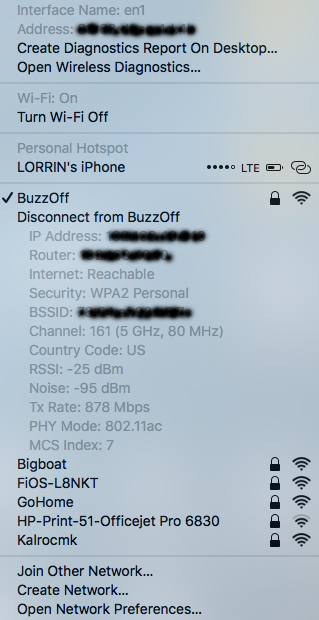 Interface Name: en1
Address:
Create Diagnostics Report On Desktop...
Open Wireless Diagnostics...
Wi-Fi: On
Turn Wi-Fi Off
Personal Hotspot
LORRIN's iPhone LTE
BuzzOff
Disconnect from BuzzOff
IP Address:
Router:
Internet: Reachable
Security: WPA2 Personal
BSSID:
Channel: 161 (5 GHz, 80 MHz)
Country Code: US
RSSI: -25 dBm
Noise: -95 dBm
Tx Rate: 878 Mbps
PHY Mode: 802.11ac
MCS Index: 7
Bigboat
FiOS-L8NKT
GoHome
HP-Print-51-Officejet Pro 6830
Kalrocmk
Join Other Network...
Create Network...
Open Network Preferences...